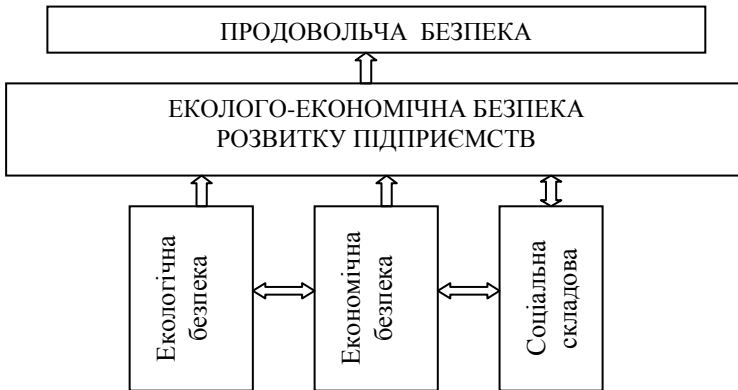 ПРОДОВОЛЬЧА БЕЗПЕКА
ЕКОЛОГО-ЕКОНОМІЧНА БЕЗПЕКА
РОЗВИТКУ ПІДПРИЄМСТВ
Екологічна
безпека
Економічна
безпека
Соціальна
складова